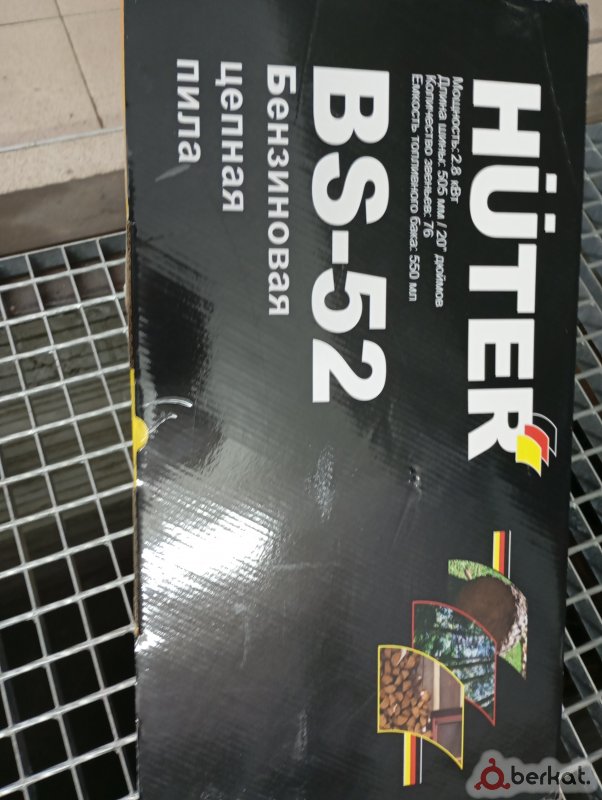 HÜTER
Мощность: 2.8 кВт
Длина шины: 505 мм / 20" дюймов
Количество звеньев: 76
Емкость топливного бака: 550 мл
BS-52
Бензиновая
цепная
пила
berkat.